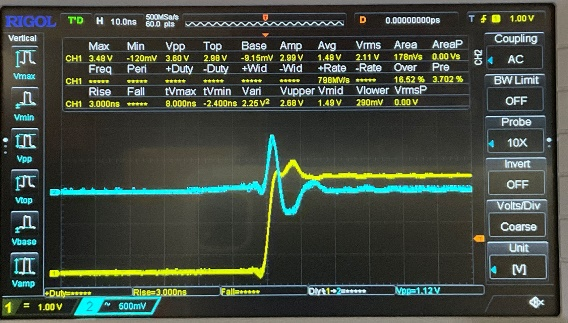 RIGOL T'D H 10.0ns 500MSa/s 60.0 pts D 0.00000000ps T 1.00 V
Vertical
Max Min Vpp Top Base Amp Avg Vrms Area AreaP
CH1 3.48 V -120mV 3.60 V 2.98 V -9.15mV 2.99 V 1.48 V 2.11 V 178nVs 0.00 Vs
Freq Peri +Duty -Duty +Wid -Wid +Rate -Rate Over Pre
CH1 ***** ***** ***** ***** ***** ***** 798MV/s ***** 16.52 % 3.702 %
Rise Fall tVmax tVmin Vari Vupper Vmid Vlower VrmsP
CH1 3.000ns ***** 8.000ns -2.400ns 2.25 V² 2.68 V 1.49 V 290mV 0.00 V
Vmax
Vmin
Vpp
Vtop
Vbase
Vamp
CH2
Coupling
AC
BW Limit
OFF
Probe
10X
Invert
OFF
Volts/Div
Coarse
Unit
[V]
+Duty=***** Rise=3.000ns Fall=***** Dly1→2=***** Vpp=1.12 V
1 = 1.00 V 2 ~ 500mV